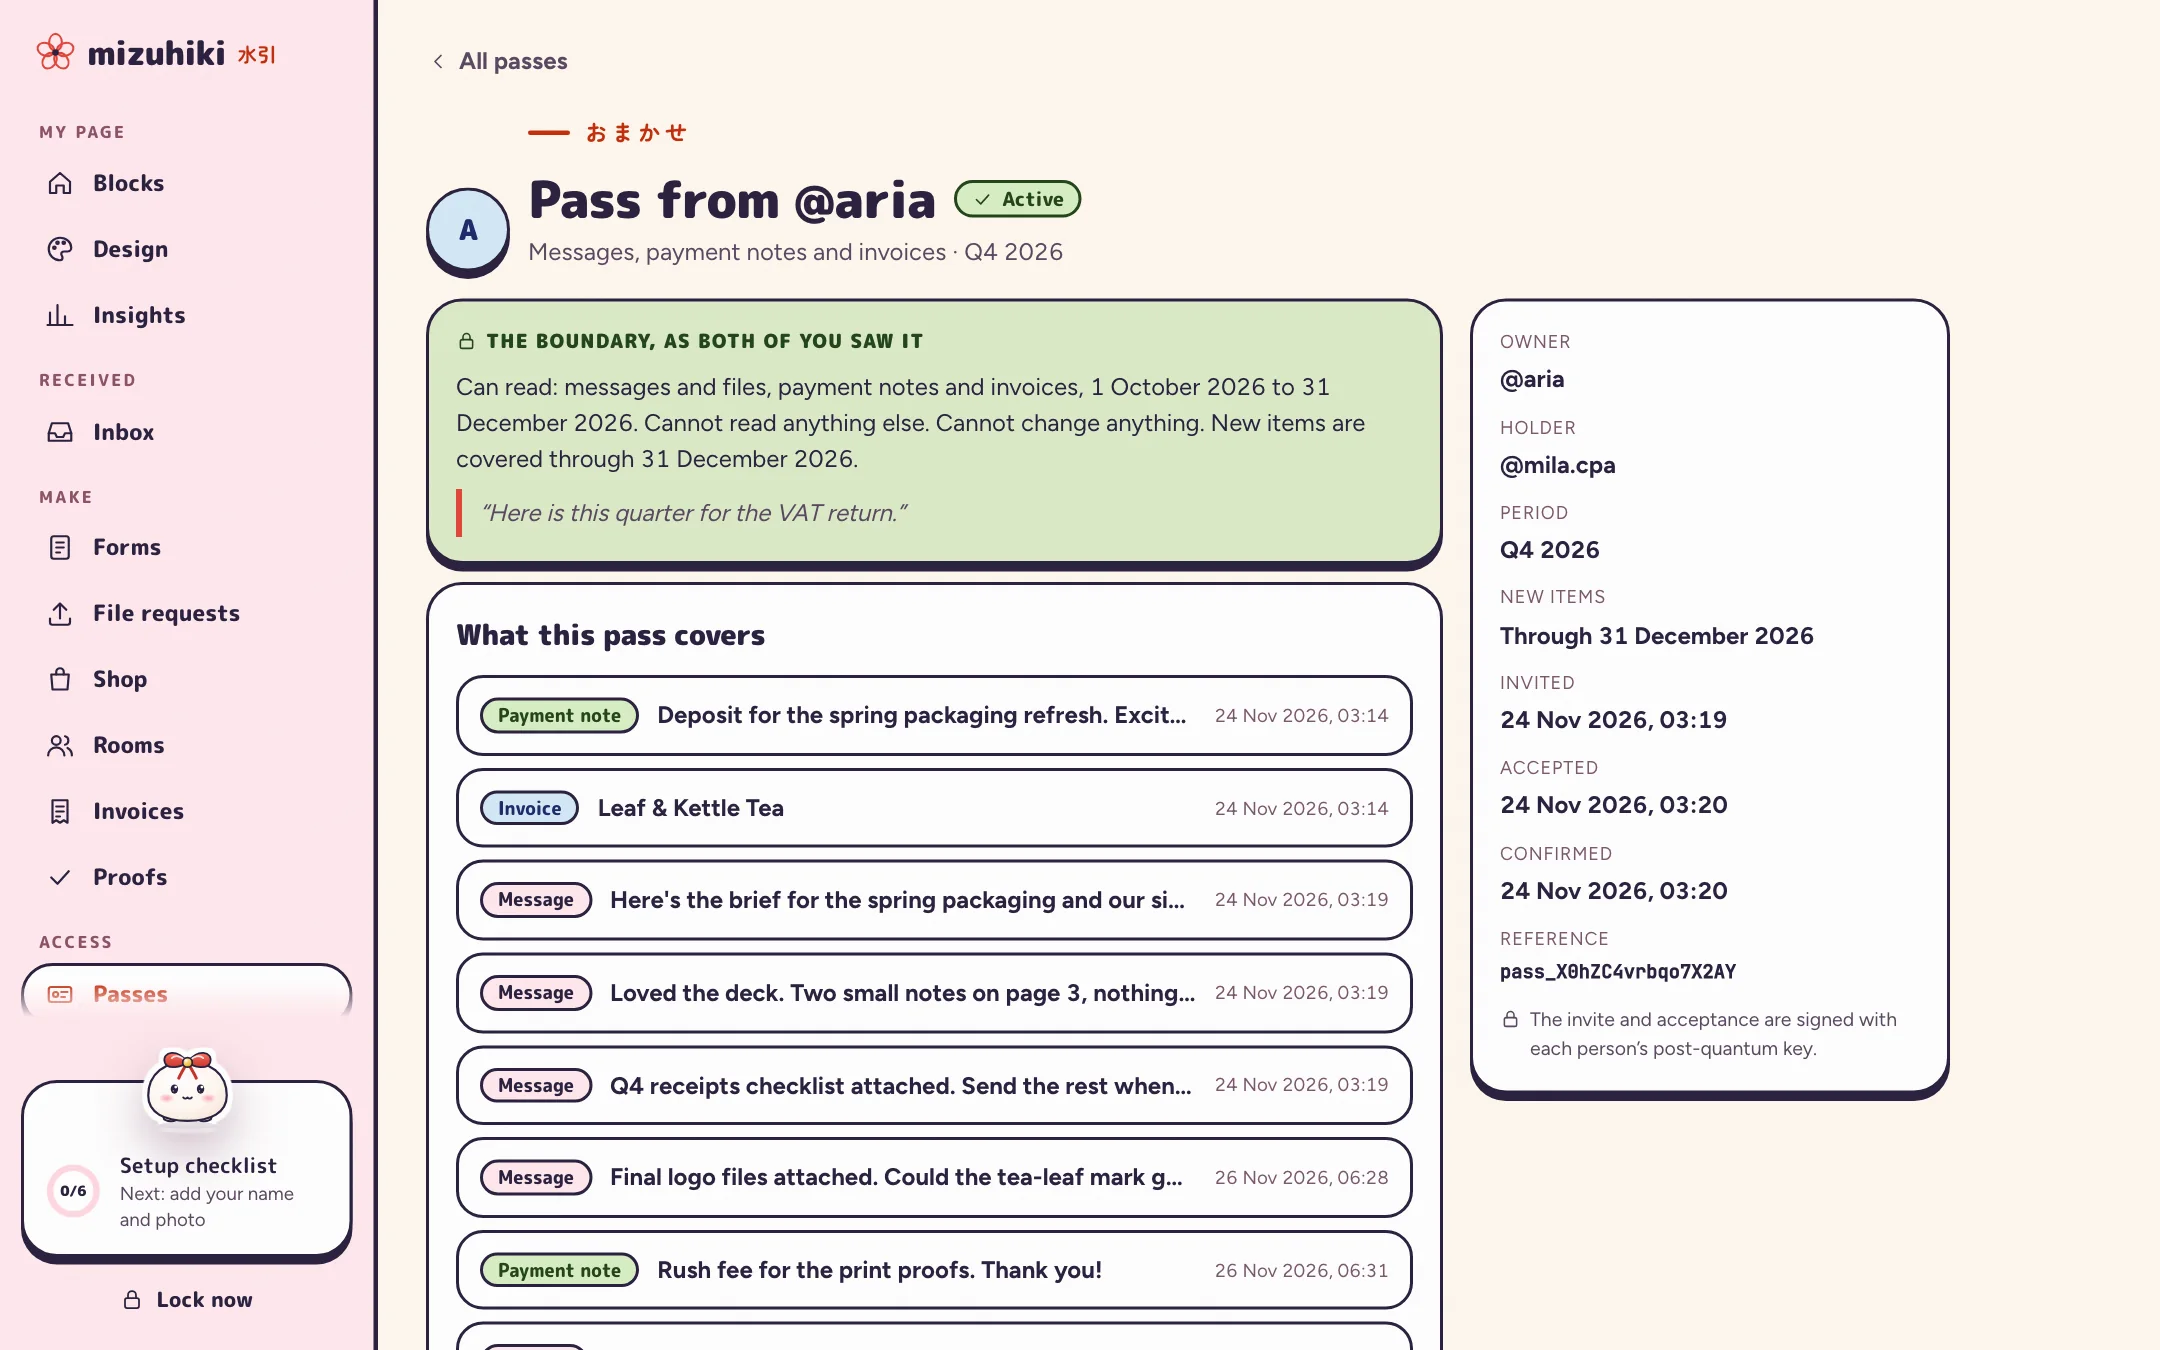 mizuhiki 水引
MY PAGE
Blocks
Design
Insights
RECEIVED
Inbox
MAKE
Forms
File requests
Shop
Rooms
Invoices
Proofs
ACCESS
Passes
Setup checklist
0/6
Next: add your name
and photo
Lock now
All passes
おまかせ
A
Pass from @aria
Active
Messages, payment notes and invoices · Q4 2026
THE BOUNDARY, AS BOTH OF YOU SAW IT
Can read: messages and files, payment notes and invoices, 1 October 2026 to 31
December 2026. Cannot read anything else. Cannot change anything. New items are
covered through 31 December 2026.
“Here is this quarter for the VAT return.”
What this pass covers
Payment note Deposit for the spring packaging refresh. Excit... 24 Nov 2026, 03:14
Invoice Leaf & Kettle Tea 24 Nov 2026, 03:14
Message Here's the brief for the spring packaging and our si... 24 Nov 2026, 03:19
Message Loved the deck. Two small notes on page 3, nothing... 24 Nov 2026, 03:19
Message Q4 receipts checklist attached. Send the rest when... 24 Nov 2026, 03:19
Message Final logo files attached. Could the tea-leaf mark g... 26 Nov 2026, 06:28
Payment note Rush fee for the print proofs. Thank you! 26 Nov 2026, 06:31
OWNER
@aria
HOLDER
@mila.cpa
PERIOD
Q4 2026
NEW ITEMS
Through 31 December 2026
INVITED
24 Nov 2026, 03:19
ACCEPTED
24 Nov 2026, 03:20
CONFIRMED
24 Nov 2026, 03:20
REFERENCE
pass_X0hZC4vrbqo7X2AY
The invite and acceptance are signed with
each person’s post-quantum key.